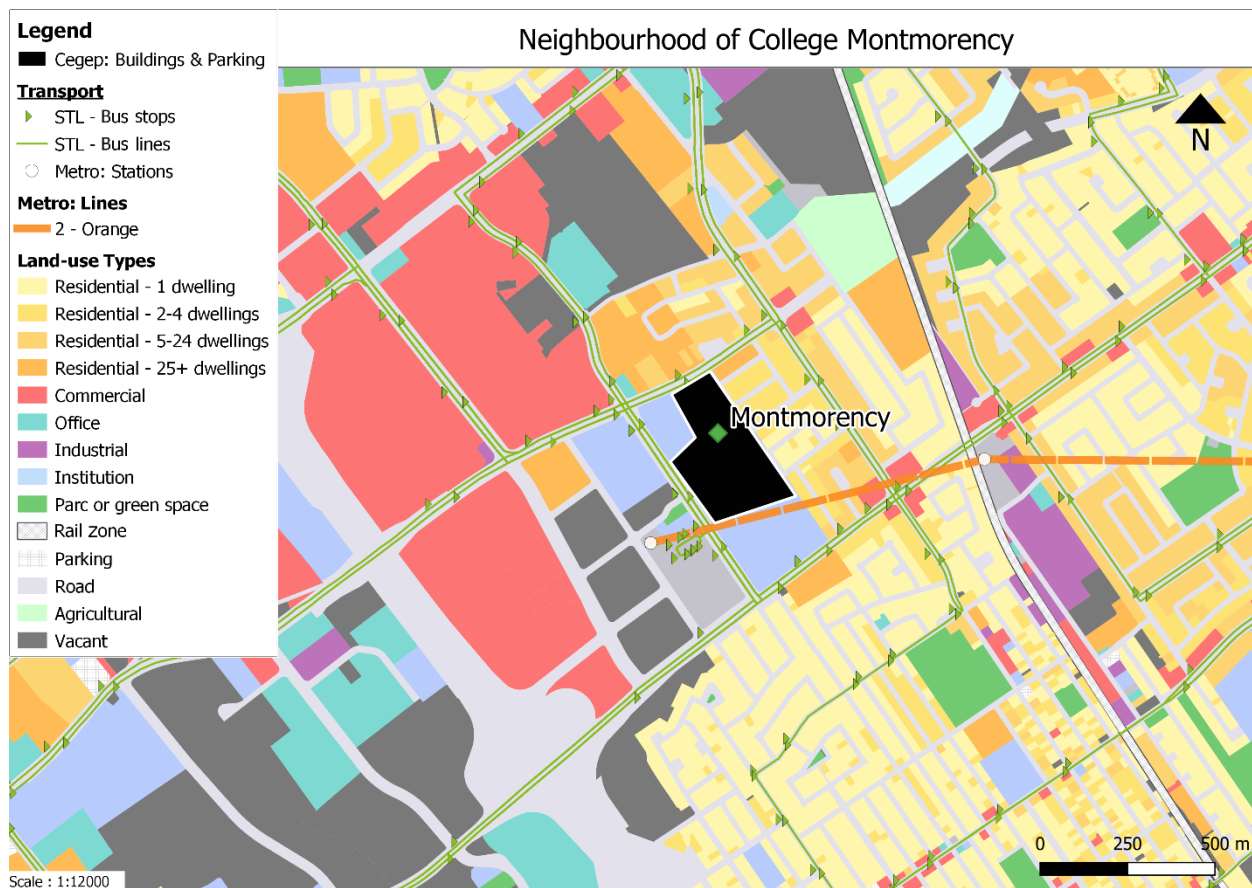 Neighbourhood of College Montmorency
Legend
Cegep: Buildings & Parking
Transport
STL - Bus stops
STL - Bus lines
Metro: Stations
Metro: Lines
2 - Orange
Land-use Types
Residential - 1 dwelling
Residential - 2-4 dwellings
Residential - 5-24 dwellings
Residential - 25+ dwellings
Commercial
Office
Industrial
Institution
Parc or green space
Rail zone
Parking
Road
Agricultural
Vacant
N
Montmorency
0 250 500 m
Scale : 1:12000